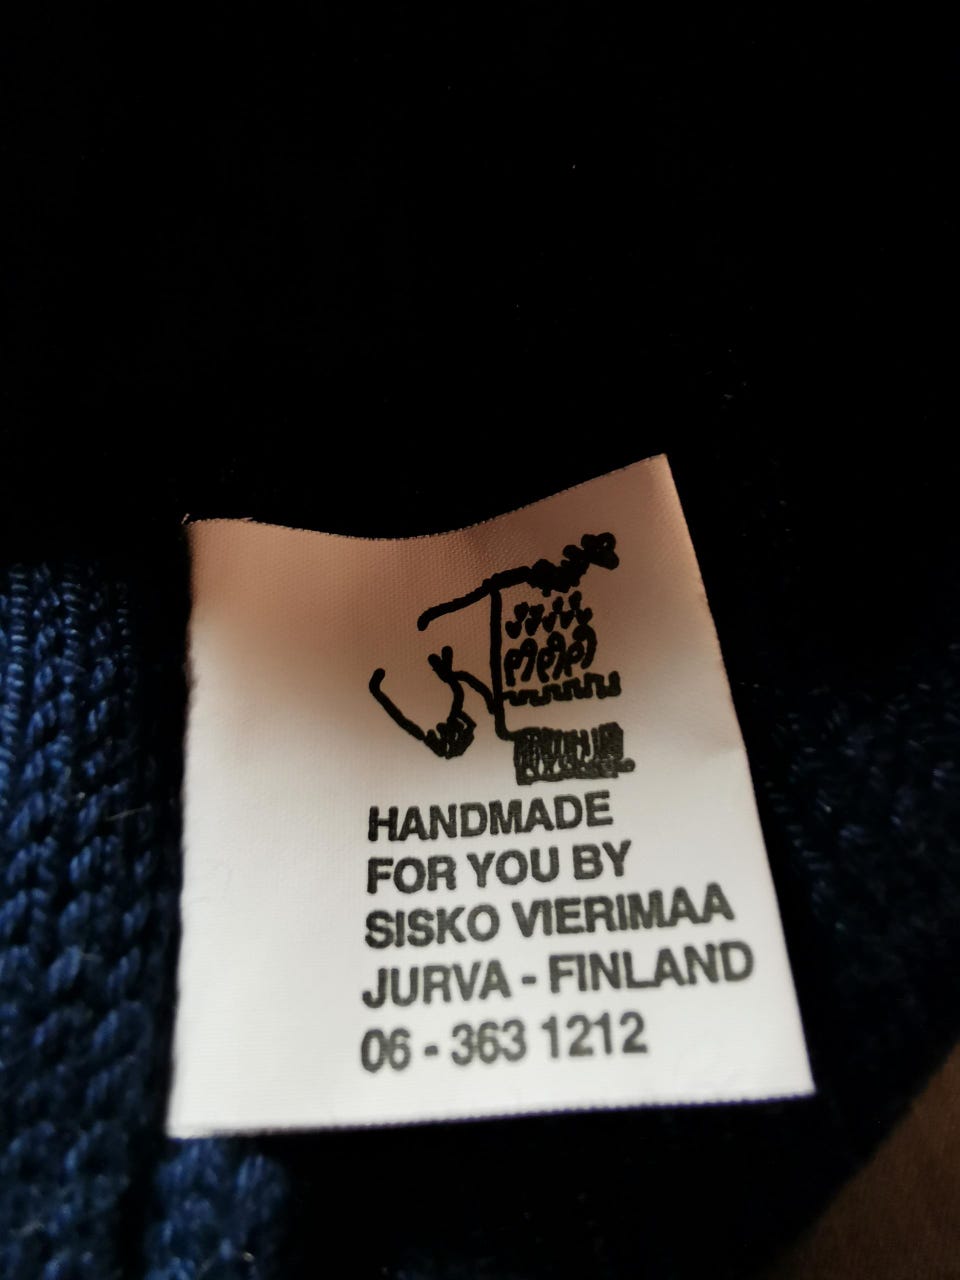 HANDMADE
FOR YOU BY
SISKO VIERIMAA
JURVA - FINLAND
06 - 363 1212